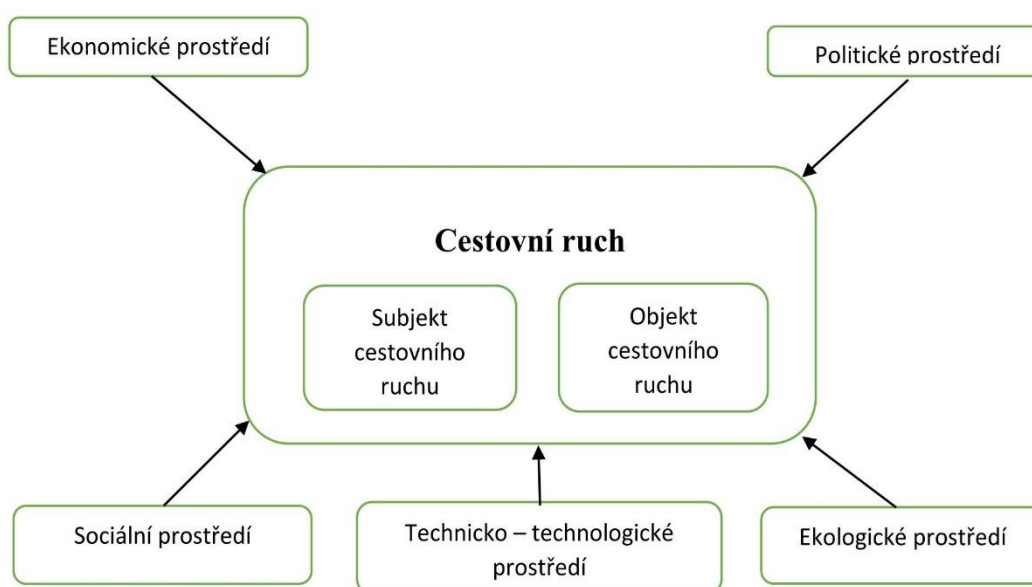 Ekonomické prostředí
Politické prostředí
Cestovní ruch
Subjekt
cestovního
ruchu
Objekt
cestovního
ruchu
Sociální prostředí
Technicko – technologické
prostředí
Ekologické prostředí